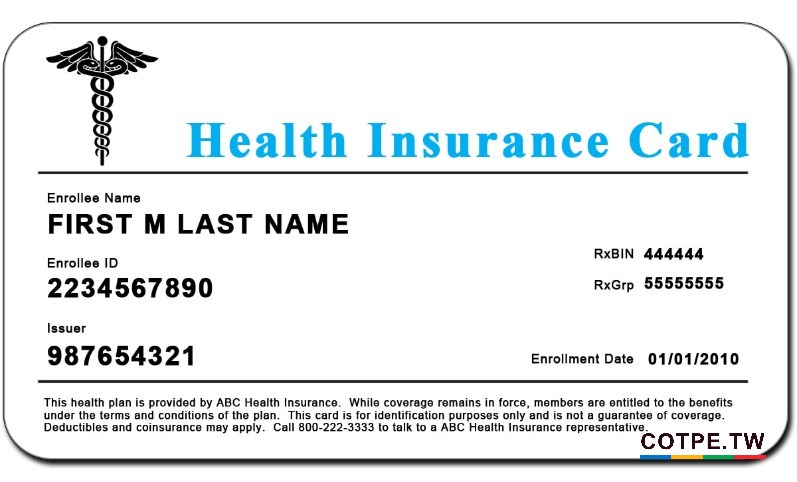 Health Insurance Card
Enrollee Name
FIRST M LAST NAME
Enrollee ID
2234567890
RxBIN 444444
RxGrp 55555555
Issuer
987654321
Enrollment Date 01/01/2010
This health plan is provided by ABC Health Insurance. While coverage remains in force, members are entitled to the benefits
under the terms and conditions of the plan. This card is for identification purposes only and is not a guarantee of coverage.
Deductibles and coinsurance may apply. Call 800-222-3333 to talk to a ABC Health Insurance representative.
COTPE.TW